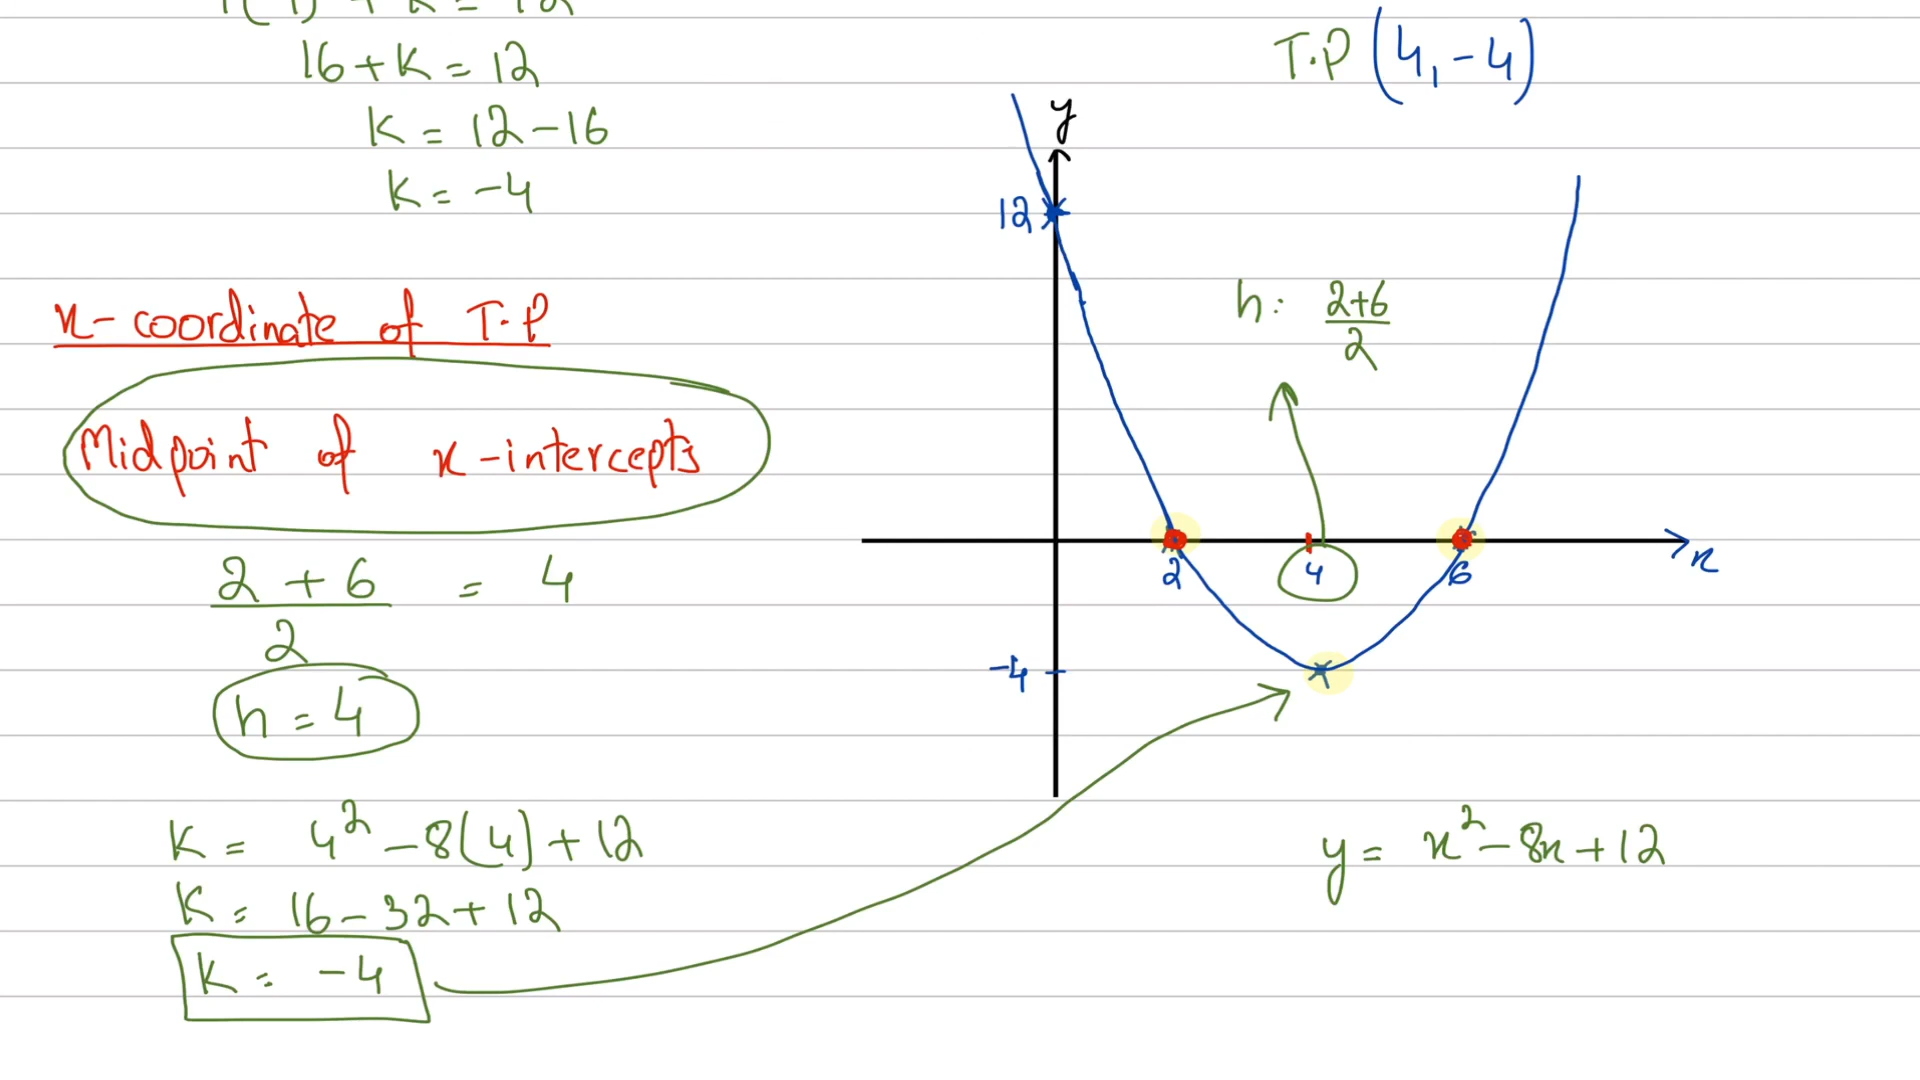 16 + K = 12
K = 12 - 16
K = -4
x-coordinate of T.P
Midpoint of x-intercepts
2 + 6 = 4
2
h = 4
K = 4² - 8(4) + 12
K = 16 - 32 + 12
K = -4
T.P (4, -4)
y
12
h: 2+6
2
2
4
6
x
-4
y = x² - 8x + 12